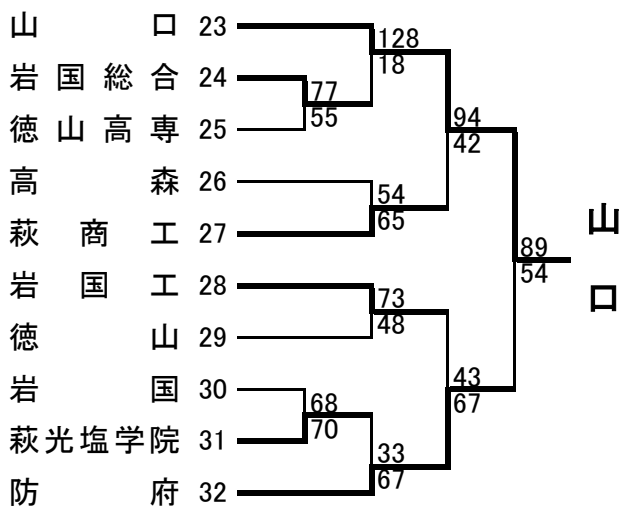 山口 23
岩国総合 24
徳山高専 25
高森 26
萩商工 27
岩国工 28
徳山 29
岩国 30
萩光塩学院 31
防府 32
77
55
68
70
128
18
54
65
73
48
33
67
94
42
43
67
89
54
山口